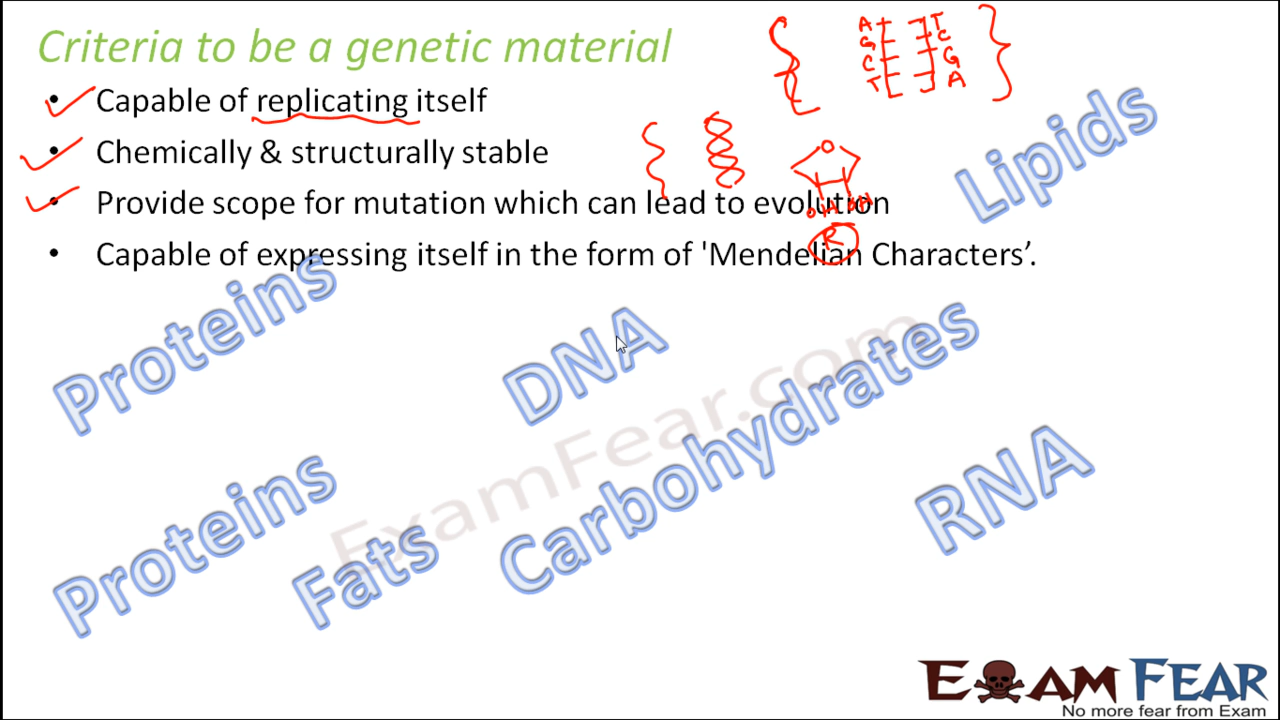 Criteria to be a genetic material
• Capable of replicating itself
• Chemically & structurally stable
• Provide scope for mutation which can lead to evolution
• Capable of expressing itself in the form of 'Mendelian Characters’.
A T
G C
C G
T A
O
OH OH
R
Lipids
Proteins
DNA
Carbohydrates
RNA
Proteins
Fats
ExamFear.com
EXAM FEAR
No more fear from Exam